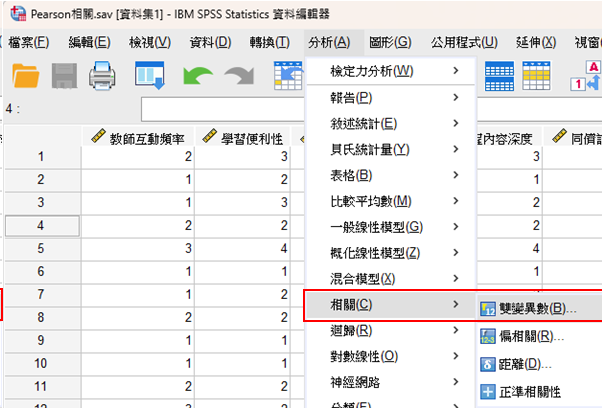 Pearson相關.sav [資料集1] - IBM SPSS Statistics 資料編輯器
檔案(F) 編輯(E) 檢視(V) 資料(D) 轉換(T) 分析(A) 圖形(G) 公用程式(U) 延伸(X) 視窗
4 :
檢定力分析(W)
報告(P)
敘述統計(E)
貝氏統計量(Y)
表格(B)
比較平均數(M)
一般線性模型(G)
概化線性模型(Z)
混合模型(X)
相關(C)
迴歸(R)
對數線性(O)
神經網路
分類(F)
雙變異數(B)...
偏相關(R)...
距離(D)...
正準相關性
教師互動頻率 學習便利性 內容深度
1 2 3 3
2 1 2 1
3 1 3 2
4 2 2 2
5 3 4 4
6 1 1 1
7 1 2
8 2 2
9 1 1
10 1 1
11 2 2